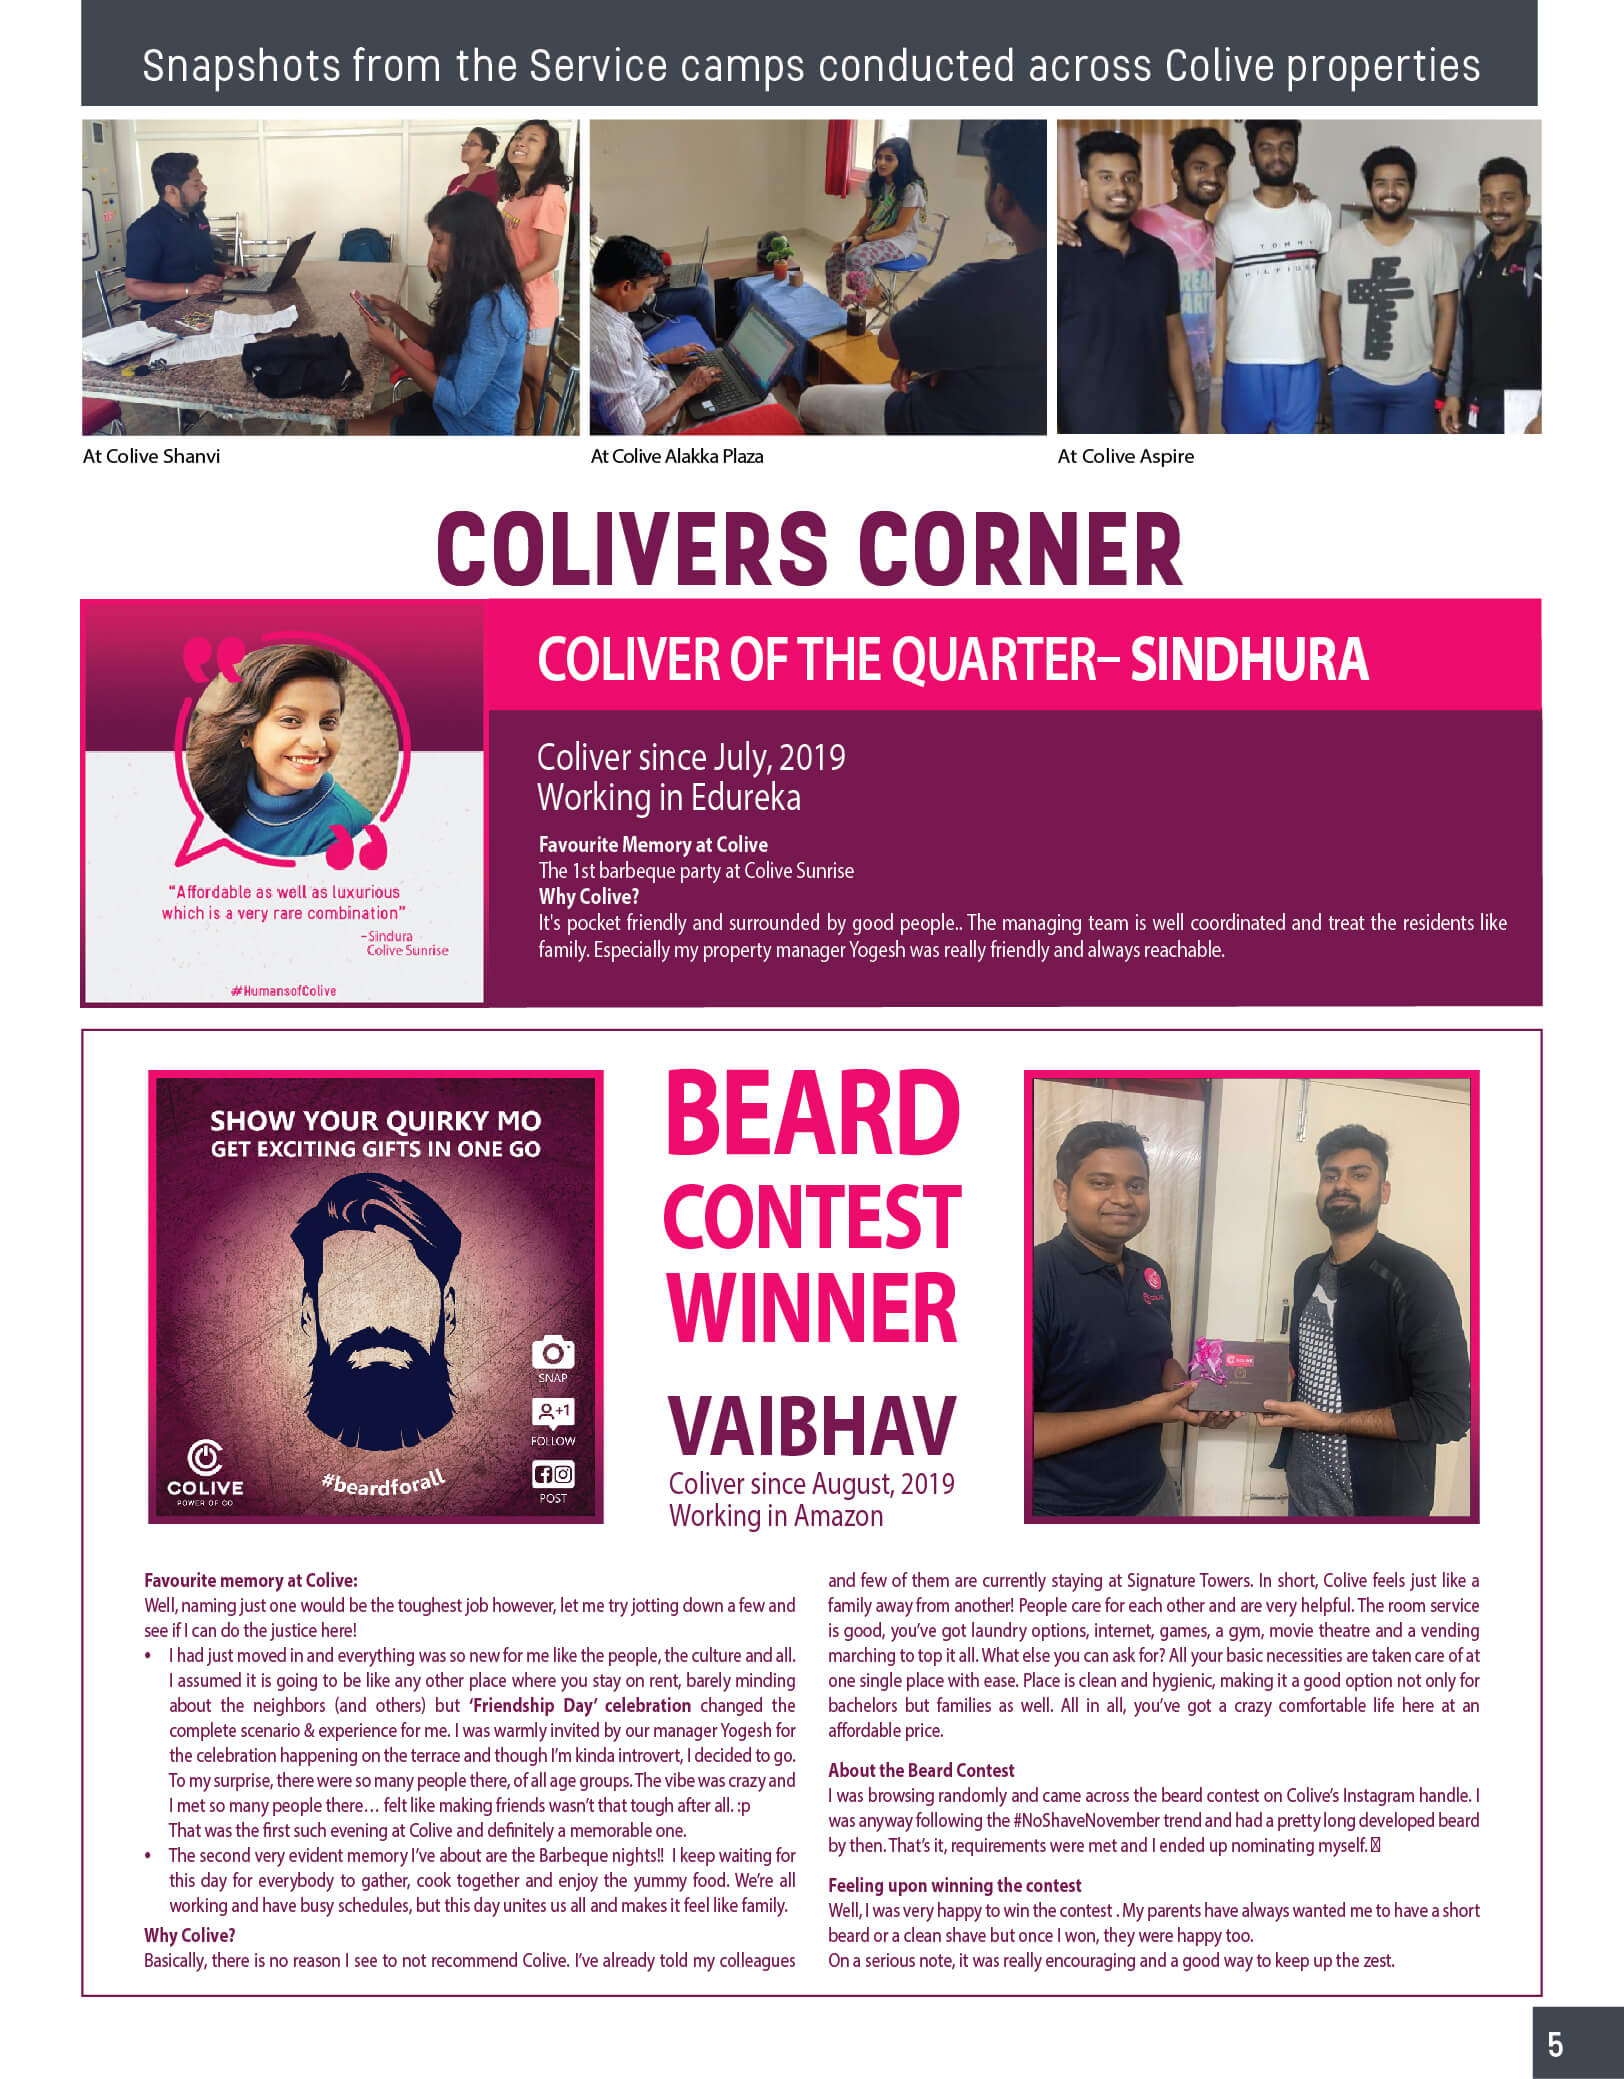 Snapshots from the Service camps conducted across Colive properties
TOMMY
HILFIGER
At Colive Shanvi
At Colive Alakka Plaza
At Colive Aspire
COLIVERS CORNER
COLIVER OF THE QUARTER– SINDHURA
Coliver since July, 2019
Working in Edureka
Favourite Memory at Colive
The 1st barbeque party at Colive Sunrise
Why Colive?
It's pocket friendly and surrounded by good people.. The managing team is well coordinated and treat the residents like
family. Especially my property manager Yogesh was really friendly and always reachable.
“Affordable as well as luxurious
which is a very rare combination”
–Sindura
Colive Sunrise
#HumansofColive
SHOW YOUR QUIRKY MO
GET EXCITING GIFTS IN ONE GO
SNAP
+1
FOLLOW
POST
COLIVE
POWER OF CO
#beardforall
BEARD
CONTEST
WINNER
VAIBHAV
Coliver since August, 2019
Working in Amazon
COLIVE
COLIVE
Favourite memory at Colive:
Well, naming just one would be the toughest job however, let me try jotting down a few and
see if I can do the justice here!
• I had just moved in and everything was so new for me like the people, the culture and all.
I assumed it is going to be like any other place where you stay on rent, barely minding
about the neighbors (and others) but ‘Friendship Day’ celebration changed the
complete scenario & experience for me. I was warmly invited by our manager Yogesh for
the celebration happening on the terrace and though I’m kinda introvert, I decided to go.
To my surprise, there were so many people there, of all age groups. The vibe was crazy and
I met so many people there… felt like making friends wasn’t that tough after all. :p
That was the first such evening at Colive and definitely a memorable one.
• The second very evident memory I’ve about are the Barbeque nights!! I keep waiting for
this day for everybody to gather, cook together and enjoy the yummy food. We’re all
working and have busy schedules, but this day unites us all and makes it feel like family.
Why Colive?
Basically, there is no reason I see to not recommend Colive. I’ve already told my colleagues
and few of them are currently staying at Signature Towers. In short, Colive feels just like a
family away from another! People care for each other and are very helpful. The room service
is good, you’ve got laundry options, internet, games, a gym, movie theatre and a vending
marching to top it all. What else you can ask for? All your basic necessities are taken care of at
one single place with ease. Place is clean and hygienic, making it a good option not only for
bachelors but families as well. All in all, you’ve got a crazy comfortable life here at an
affordable price.
About the Beard Contest
I was browsing randomly and came across the beard contest on Colive’s Instagram handle. I
was anyway following the #NoShaveNovember trend and had a pretty long developed beard
by then. That’s it, requirements were met and I ended up nominating myself.
Feeling upon winning the contest
Well, I was very happy to win the contest . My parents have always wanted me to have a short
beard or a clean shave but once I won, they were happy too.
On a serious note, it was really encouraging and a good way to keep up the zest.
5